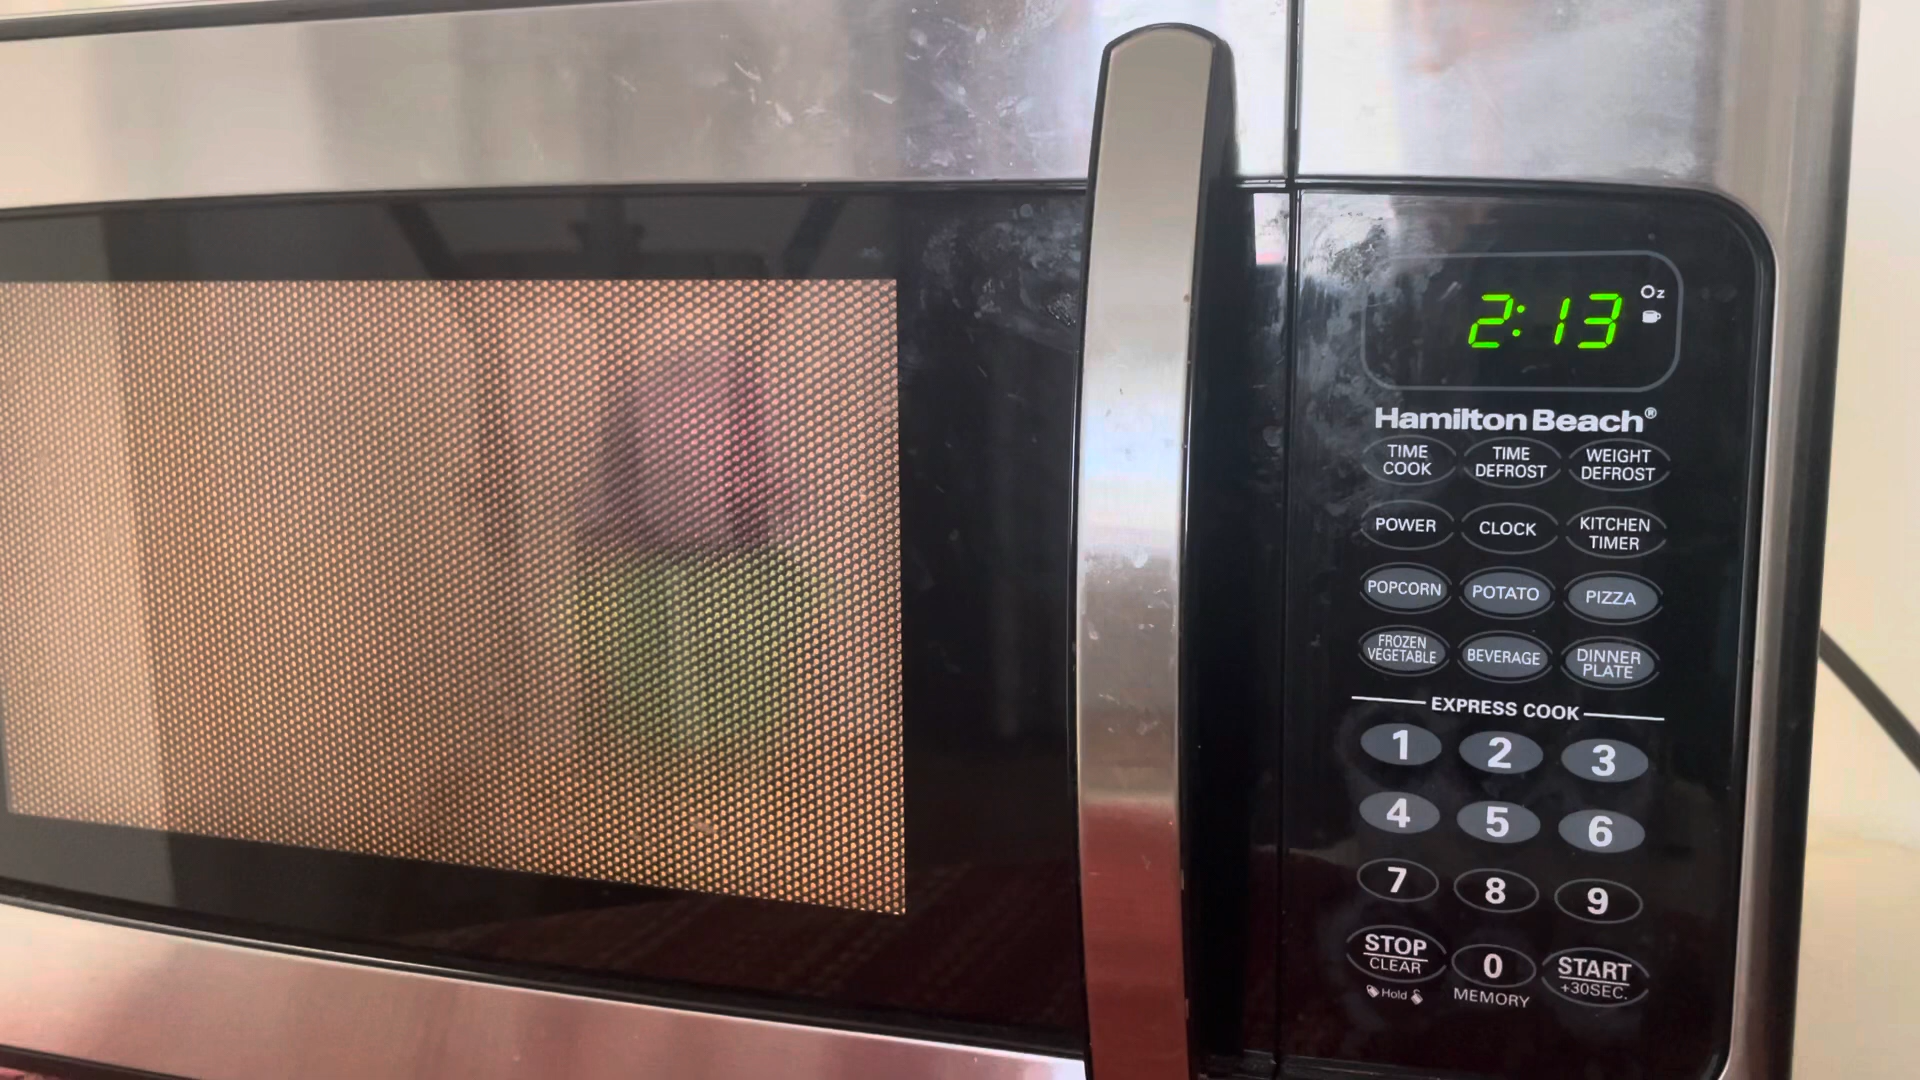 2:13
Oz
Hamilton Beach®
TIME COOK
TIME DEFROST
WEIGHT DEFROST
POWER
CLOCK
KITCHEN TIMER
POPCORN
POTATO
PIZZA
FROZEN VEGETABLE
BEVERAGE
DINNER PLATE
EXPRESS COOK
1 2 3
4 5 6
7 8 9
STOP
CLEAR
0
START
+30SEC.
Hold
MEMORY